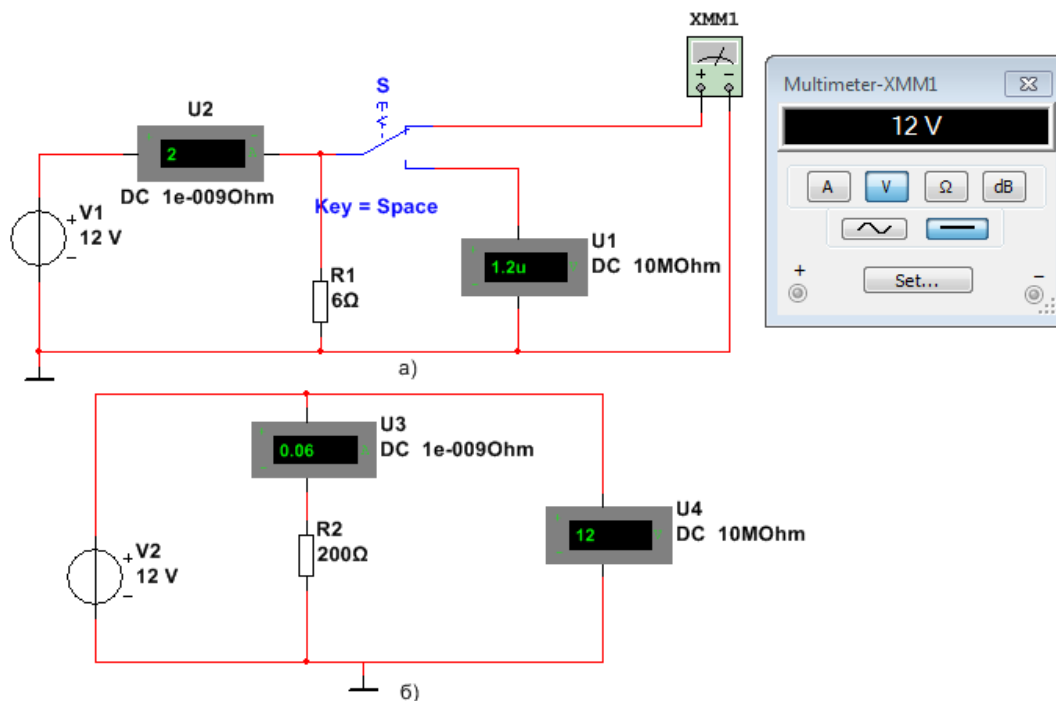 XMM1
Multimeter-XMM1
12 V
A
V
Ω
dB
+
Set...
−
S
Key = Space
U2
2
DC 1e-009Ohm
V1
12 V
R1
6Ω
U1
1.2u
DC 10MOhm
а)
U3
0.06
DC 1e-009Ohm
R2
200Ω
V2
12 V
U4
12
DC 10MOhm
б)